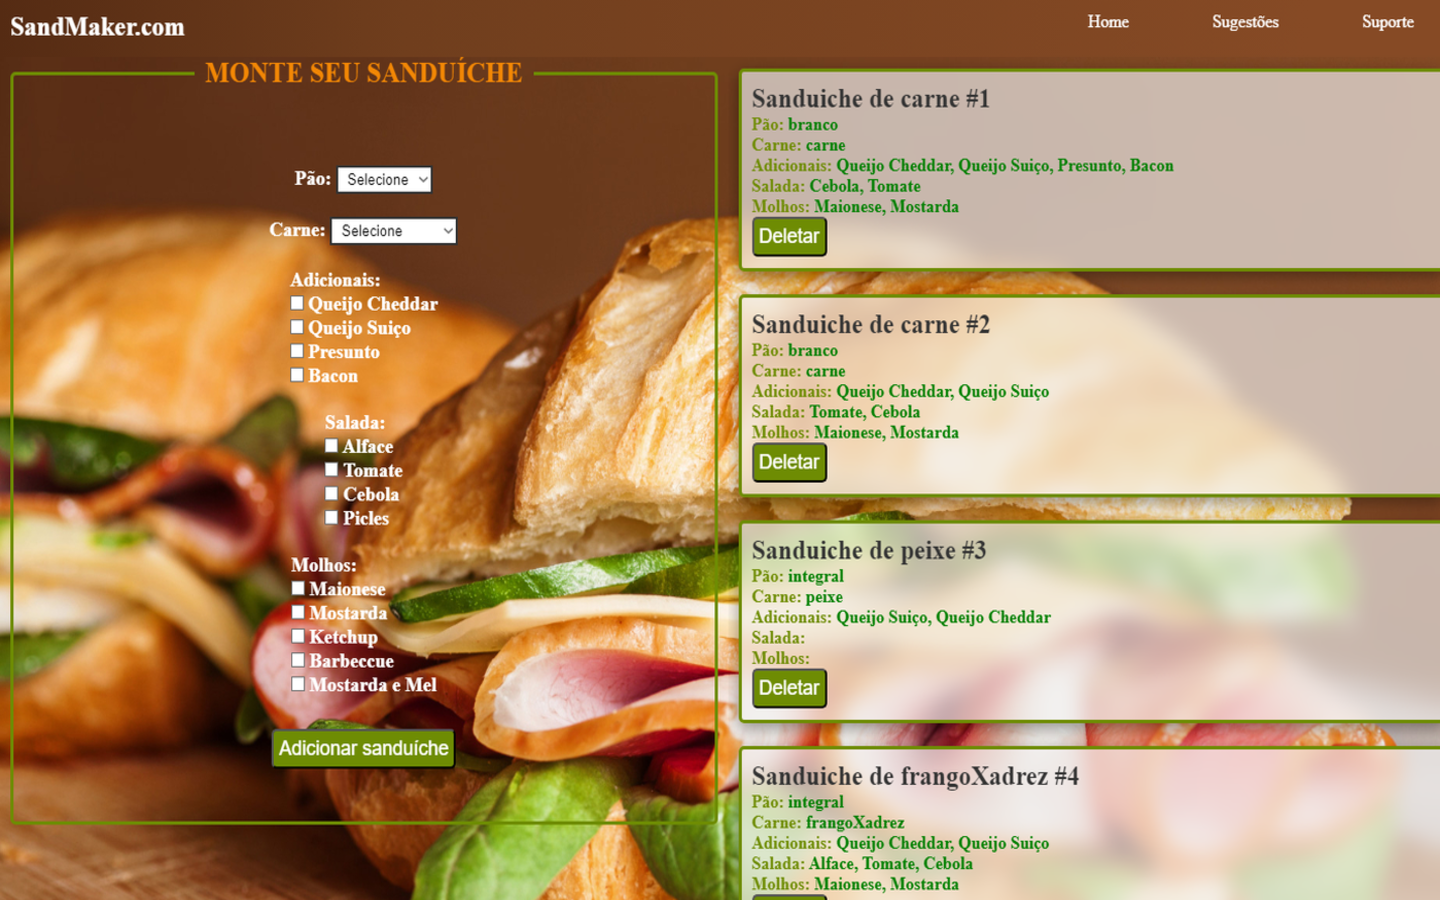 SandMaker.com
Home
Sugestões
Suporte
MONTE SEU SANDUÍCHE
Pão: Selecione
Carne: Selecione
Adicionais:
Queijo Cheddar
Queijo Suiço
Presunto
Bacon
Salada:
Alface
Tomate
Cebola
Picles
Molhos:
Maionese
Mostarda
Ketchup
Barbeccue
Mostarda e Mel
Adicionar sanduíche
Sanduiche de carne #1
Pão: branco
Carne: carne
Adicionais: Queijo Cheddar, Queijo Suiço, Presunto, Bacon
Salada: Cebola, Tomate
Molhos: Maionese, Mostarda
Deletar
Sanduiche de carne #2
Pão: branco
Carne: carne
Adicionais: Queijo Cheddar, Queijo Suiço
Salada: Tomate, Cebola
Molhos: Maionese, Mostarda
Deletar
Sanduiche de peixe #3
Pão: integral
Carne: peixe
Adicionais: Queijo Suiço, Queijo Cheddar
Salada:
Molhos:
Deletar
Sanduiche de frangoXadrez #4
Pão: integral
Carne: frangoXadrez
Adicionais: Queijo Cheddar, Queijo Suiço
Salada: Alface, Tomate, Cebola
Molhos: Maionese, Mostarda